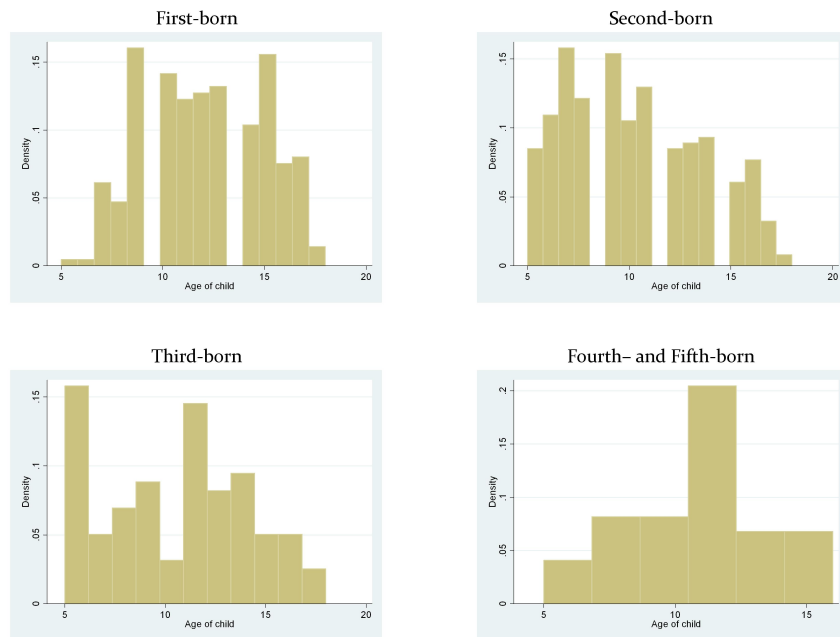 First-born
Second-born
.15
.1
.05
0
Density
5
10
15
20
Age of child
.15
.1
.05
0
Density
5
10
15
20
Age of child
Third-born
Fourth– and Fifth-born
.15
.1
.05
0
Density
5
10
15
20
Age of child
.2
.15
.1
.05
0
Density
5
10
15
Age of child